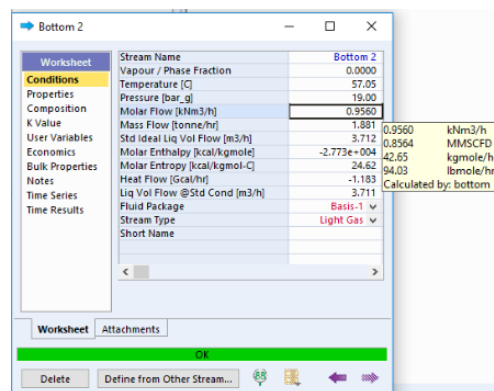 Bottom 2
Worksheet
Conditions
Properties
Composition
K Value
User Variables
Economics
Bulk Properties
Notes
Time Series
Time Results
Stream Name Bottom 2
Vapour / Phase Fraction 0.0000
Temperature [C] 57.05
Pressure [bar_g] 19.00
Molar Flow [kNm3/h] 0.9560
Mass Flow [tonne/hr] 1.881
Std Ideal Liq Vol Flow [m3/h] 3.712
Molar Enthalpy [kcal/kgmole] -2.773e+004
Molar Entropy [kcal/kgmol-C] 24.62
Heat Flow [Gcal/hr] -1.183
Liq Vol Flow @Std Cond [m3/h] 3.711
Fluid Package Basis-1
Stream Type Light Gas
Short Name
0.9560 kNm3/h
0.8564 MMSCFD
42.65 kgmole/h
94.03 lbmole/hr
Calculated by: bottom
Worksheet Attachments
OK
Delete Define from Other Stream...